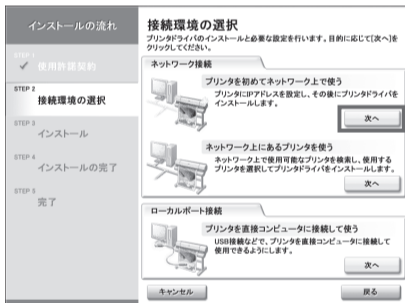 インストールの流れ
STEP 1
使用許諾契約
STEP 2
接続環境の選択
STEP 3
インストール
STEP 4
インストールの完了
STEP 5
完了
接続環境の選択
プリンタドライバのインストールと必要な設定を行います。目的に応じて[次へ]を
クリックしてください。
ネットワーク接続
プリンタを初めてネットワーク上で使う
プリンタにIPアドレスを設定し、その後にプリンタドライバを
インストールします。
次へ
ネットワーク上にあるプリンタを使う
ネットワーク上で使用可能なプリンタを検索し、使用する
プリンタを選択してプリンタドライバをインストールします。
次へ
ローカルポート接続
プリンタを直接コンピュータに接続して使う
USB接続などで、プリンタを直接コンピュータに接続して
使用できるようにします。
次へ
キャンセル
戻る